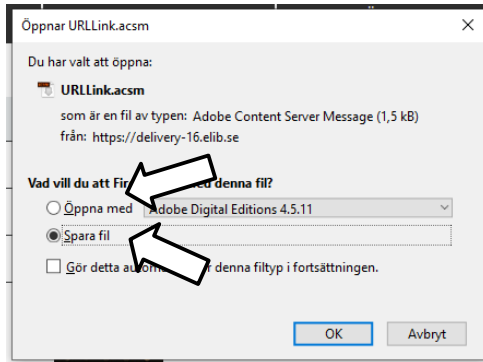 Öppnar URLLink.acsm
Du har valt att öppna:
URLLink.acsm
som är en fil av typen: Adobe Content Server Message (1,5 kB)
från: https://delivery-16.elib.se
Vad vill du att denna fil?
Öppna med Adobe Digital Editions 4.5.11
Spara fil
Gör detta denna filtyp i fortsättningen.
OK Avbryt